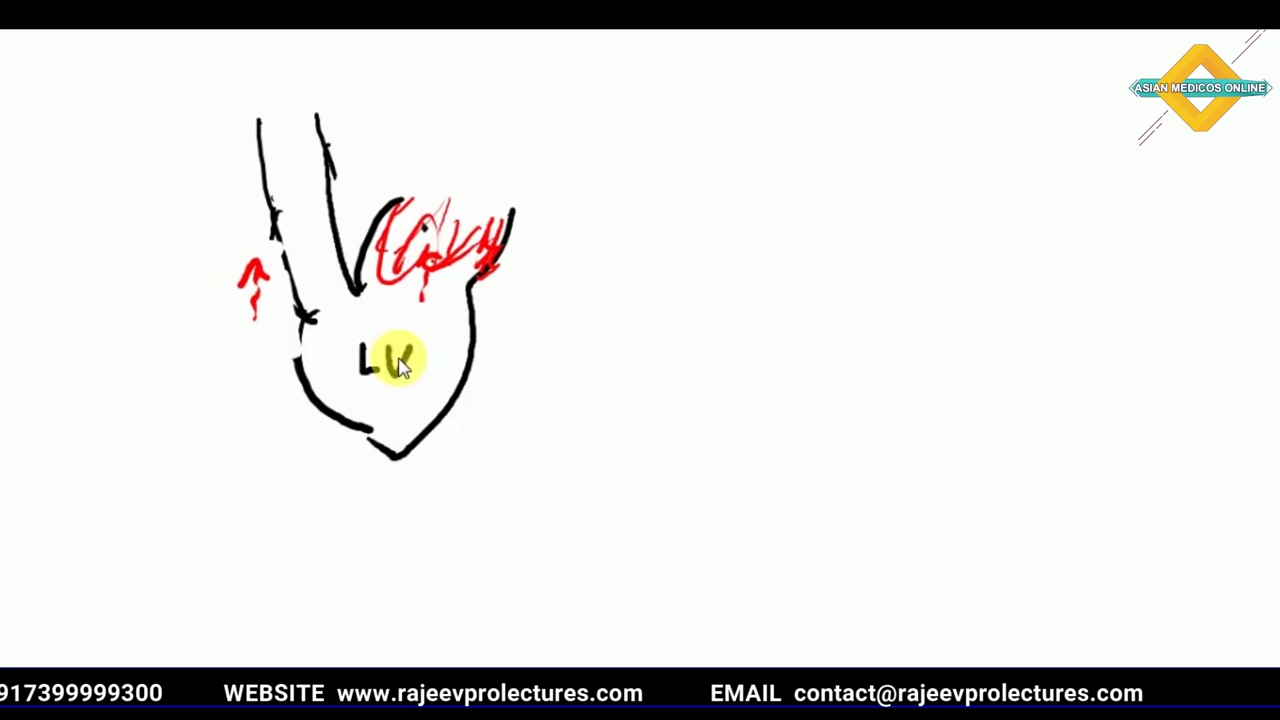 ASIAN MEDICOS ONLINE
LV
917399999300 WEBSITE www.rajeevprolectures.com EMAIL contact@rajeevprolectures.com